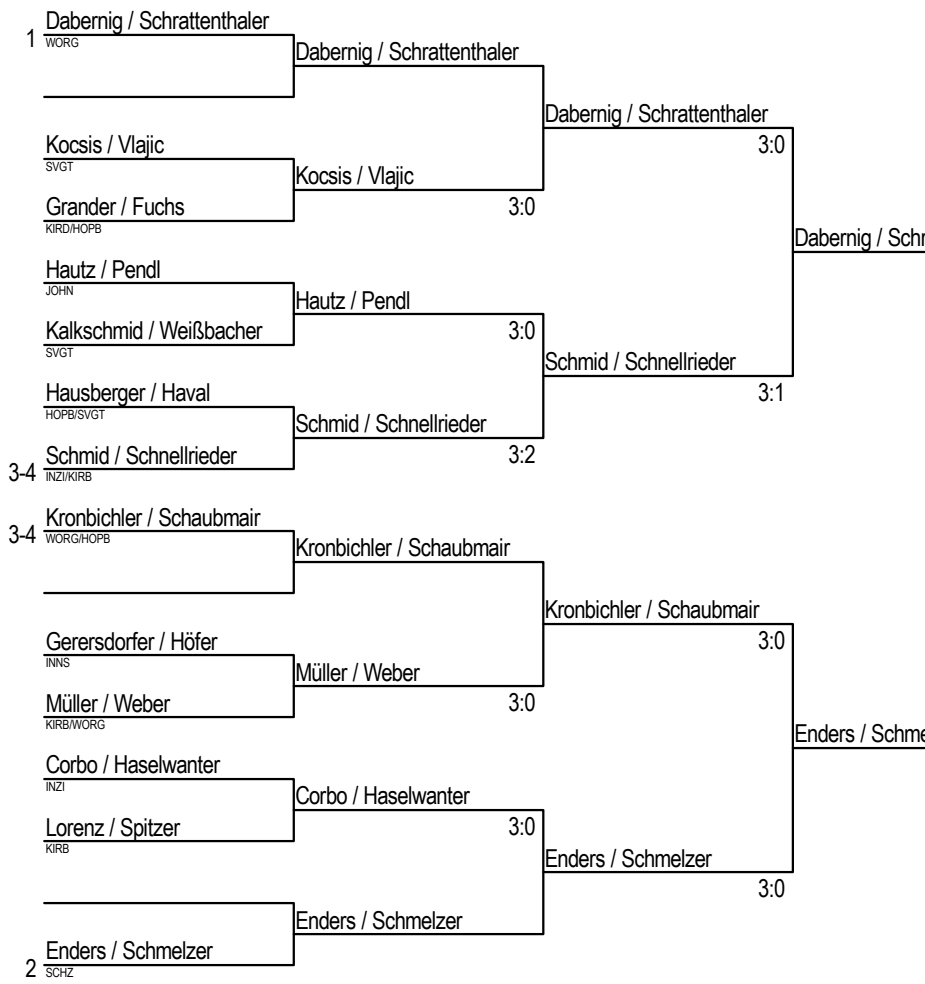 Dabernig / Schrattenthaler
1
WORG
Dabernig / Schrattenthaler
Dabernig / Schrattenthaler
3:0
Kocsis / Vlajic
SVGT
Kocsis / Vlajic
3:0
Grander / Fuchs
KIRD/HOPB
Dabernig / Schr
Hautz / Pendl
JOHN
Hautz / Pendl
3:0
Kalkschmid / Weißbacher
SVGT
Schmid / Schnellrieder
3:1
Hausberger / Haval
HOPB/SVGT
Schmid / Schnellrieder
3:2
Schmid / Schnellrieder
3-4
INZI/KIRB
Kronbichler / Schaubmair
3-4
WORG/HOPB
Kronbichler / Schaubmair
Kronbichler / Schaubmair
3:0
Gerersdorfer / Höfer
INNS
Müller / Weber
3:0
Müller / Weber
KIRB/WORG
Enders / Schme
Corbo / Haselwanter
INZI
Corbo / Haselwanter
3:0
Lorenz / Spitzer
KIRB
Enders / Schmelzer
3:0
Enders / Schmelzer
Enders / Schmelzer
2
SCHZ